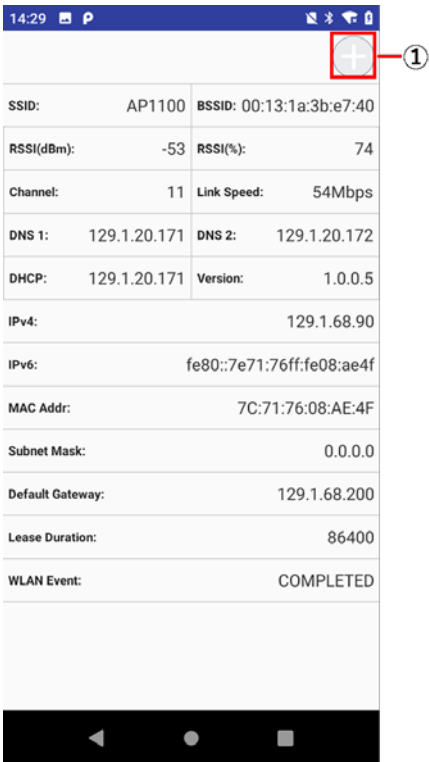 14:29
①
SSID: AP1100 BSSID: 00:13:1a:3b:e7:40
RSSI(dBm): -53 RSSI(%): 74
Channel: 11 Link Speed: 54Mbps
DNS 1: 129.1.20.171 DNS 2: 129.1.20.172
DHCP: 129.1.20.171 Version: 1.0.0.5
IPv4: 129.1.68.90
IPv6: fe80::7e71:76ff:fe08:ae4f
MAC Addr: 7C:71:76:08:AE:4F
Subnet Mask: 0.0.0.0
Default Gateway: 129.1.68.200
Lease Duration: 86400
WLAN Event: COMPLETED